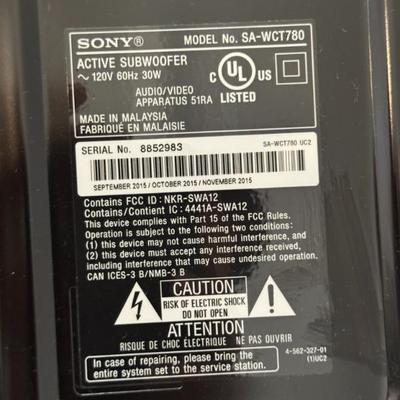 SONY® MODEL No. SA-WCT780
ACTIVE SUBWOOFER
~ 120V 60Hz 30W
C UL US ®
LISTED
AUDIO/VIDEO
APPARATUS 51RA
MADE IN MALAYSIA
FABRIQUÉ EN MALAISIE
SERIAL No. 8852983 SA-WCT780 UC2
SEPTEMBER 2015 / OCTOBER 2015 / NOVEMBER 2015
Contains FCC ID : NKR-SWA12
Contains/Contient IC : 4441A-SWA12
This device complies with Part 15 of the FCC Rules.
Operation is subject to the following two conditions:
(1) this device may not cause harmful interference, and
(2) this device must accept any interference received,
including interference that may cause undesired operation.
CAN ICES-3 B/NMB-3 B
CAUTION
RISK OF ELECTRIC SHOCK
DO NOT OPEN
ATTENTION
RISQUE DE CHOC ÉLECTRIQUE NE PAS OUVRIR
In case of repairing, please bring the
entire system set to the service station.
4-562-327-01
(1)UC2